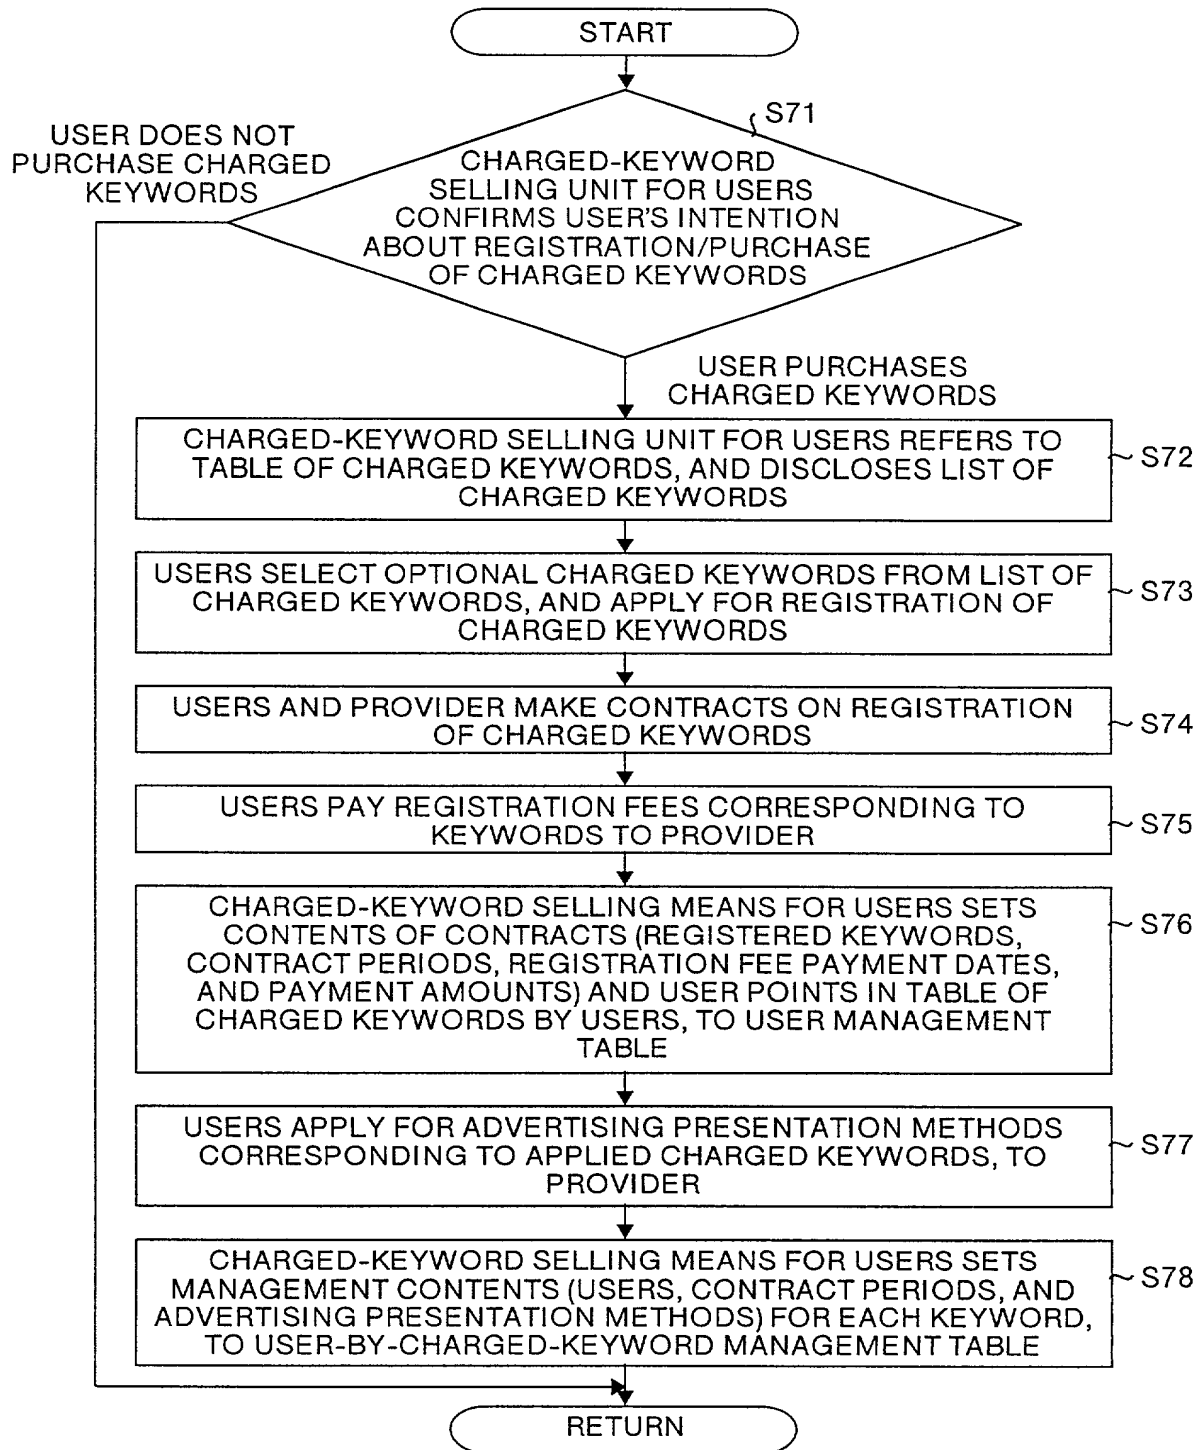 START
S71
USER DOES NOT
PURCHASE CHARGED
KEYWORDS
CHARGED-KEYWORD
SELLING UNIT FOR USERS
CONFIRMS USER'S INTENTION
ABOUT REGISTRATION/PURCHASE
OF CHARGED KEYWORDS
USER PURCHASES
CHARGED KEYWORDS
CHARGED-KEYWORD SELLING UNIT FOR USERS REFERS TO
TABLE OF CHARGED KEYWORDS, AND DISCLOSES LIST OF
CHARGED KEYWORDS
S72
USERS SELECT OPTIONAL CHARGED KEYWORDS FROM LIST OF
CHARGED KEYWORDS, AND APPLY FOR REGISTRATION OF
CHARGED KEYWORDS
S73
USERS AND PROVIDER MAKE CONTRACTS ON REGISTRATION
OF CHARGED KEYWORDS
S74
USERS PAY REGISTRATION FEES CORRESPONDING TO
KEYWORDS TO PROVIDER
S75
CHARGED-KEYWORD SELLING MEANS FOR USERS SETS
CONTENTS OF CONTRACTS (REGISTERED KEYWORDS,
CONTRACT PERIODS, REGISTRATION FEE PAYMENT DATES,
AND PAYMENT AMOUNTS) AND USER POINTS IN TABLE OF
CHARGED KEYWORDS BY USERS, TO USER MANAGEMENT
TABLE
S76
USERS APPLY FOR ADVERTISING PRESENTATION METHODS
CORRESPONDING TO APPLIED CHARGED KEYWORDS, TO
PROVIDER
S77
CHARGED-KEYWORD SELLING MEANS FOR USERS SETS
MANAGEMENT CONTENTS (USERS, CONTRACT PERIODS, AND
ADVERTISING PRESENTATION METHODS) FOR EACH KEYWORD,
TO USER-BY-CHARGED-KEYWORD MANAGEMENT TABLE
S78
RETURN